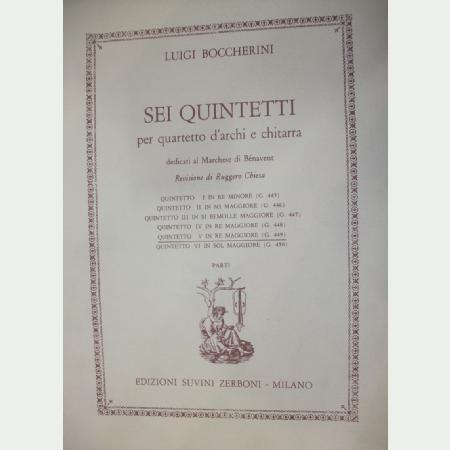 LUIGI BOCCHERINI
SEI QUINTETTI
per quartetto d'archi e chitarra
dedicati al Marchese di Bénavent
Revisione di Ruggero Chiesa
QUINTETTO I IN RE MINORE (G. 445)
QUINTETTO II IN MI MAGGIORE (G. 446)
QUINTETTO III IN SI BEMOLLE MAGGIORE (G. 447)
QUINTETTO IV IN RE MAGGIORE (G. 448)
QUINTETTO V IN RE MAGGIORE (G. 449)
QUINTETTO VI IN SOL MAGGIORE (G. 450)
PARTI
EDIZIONI SUVINI ZERBONI - MILANO